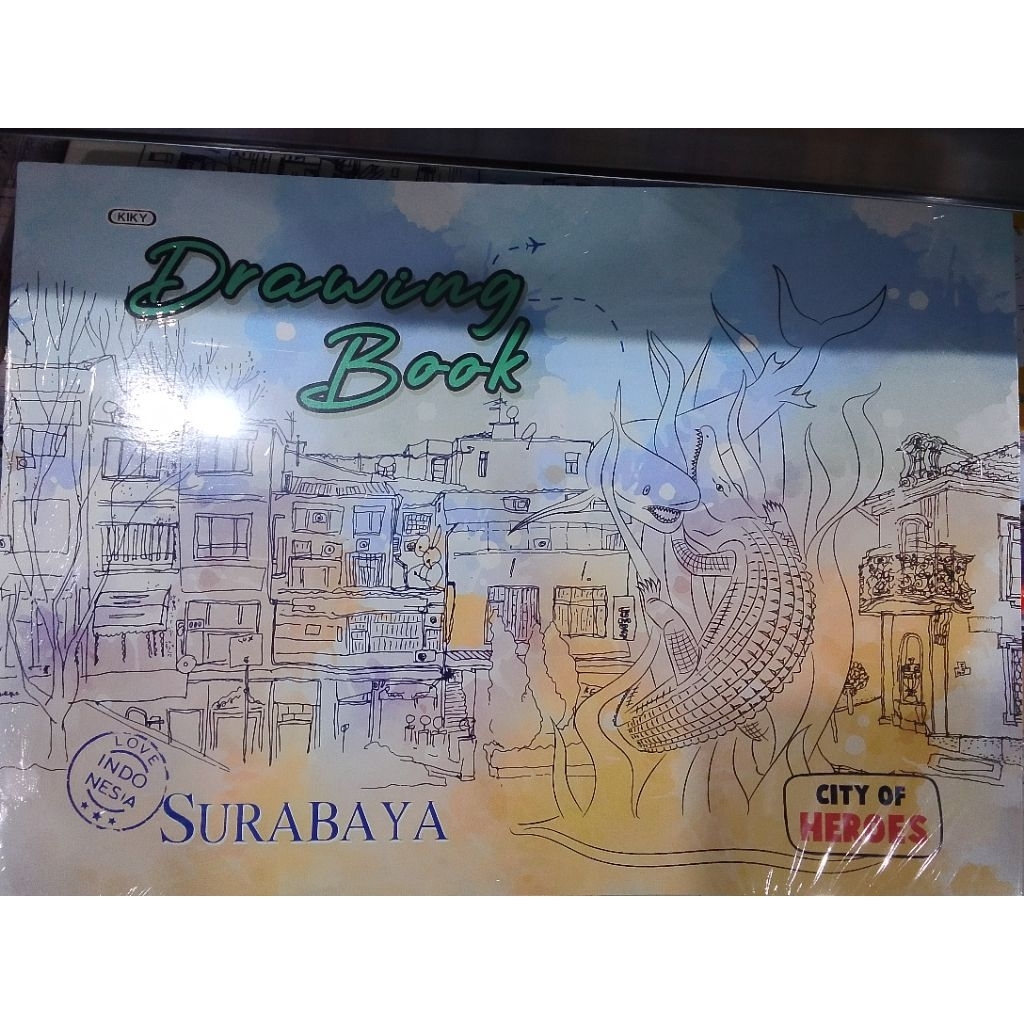 KIKY
Drawing
Book
LOVE
INDO
NESIA
SURABAYA
CITY OF
HEROES